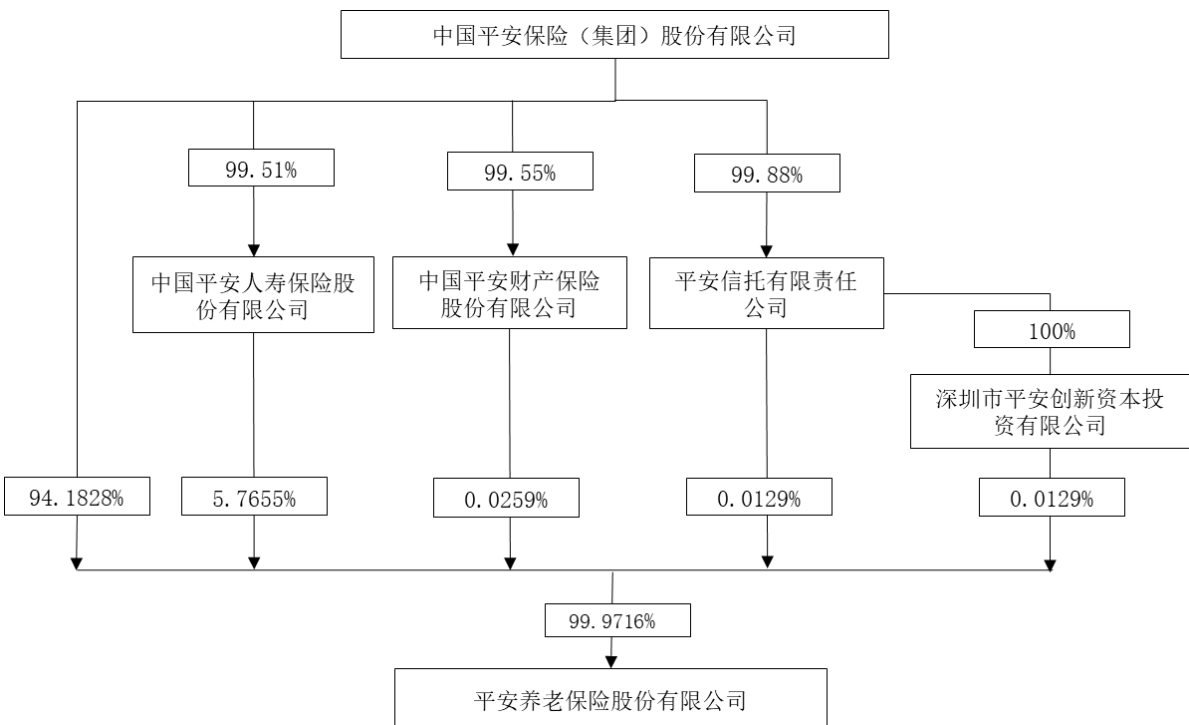 中国平安保险（集团）股份有限公司
99.51%
99.55%
99.88%
中国平安人寿保险股
份有限公司
中国平安财产保险
股份有限公司
平安信托有限责任
公司
100%
深圳市平安创新资本投
资有限公司
94.1828%
5.7655%
0.0259%
0.0129%
0.0129%
99.9716%
平安养老保险股份有限公司